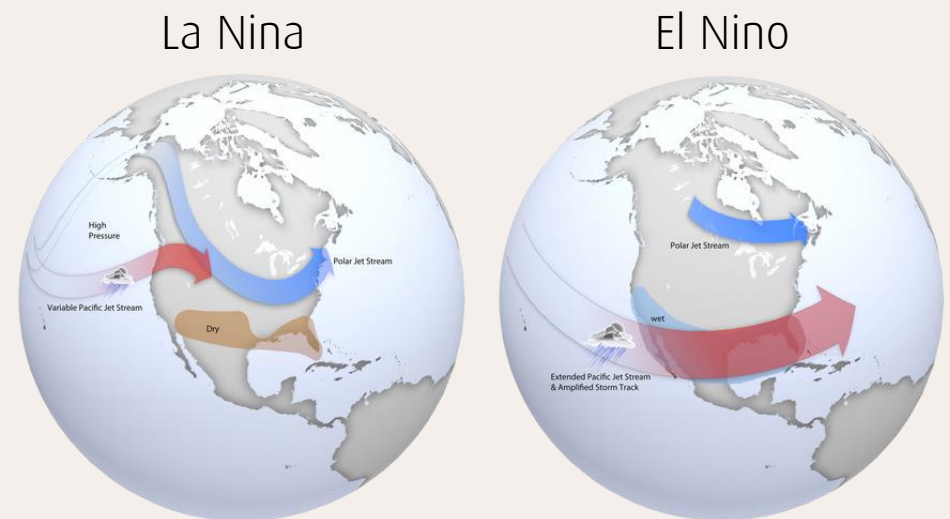 La Nina
High
Pressure
Polar Jet Stream
Variable Pacific Jet Stream
Dry
El Nino
Polar Jet Stream
wet
Extended Pacific Jet Stream
& Amplified Storm Track